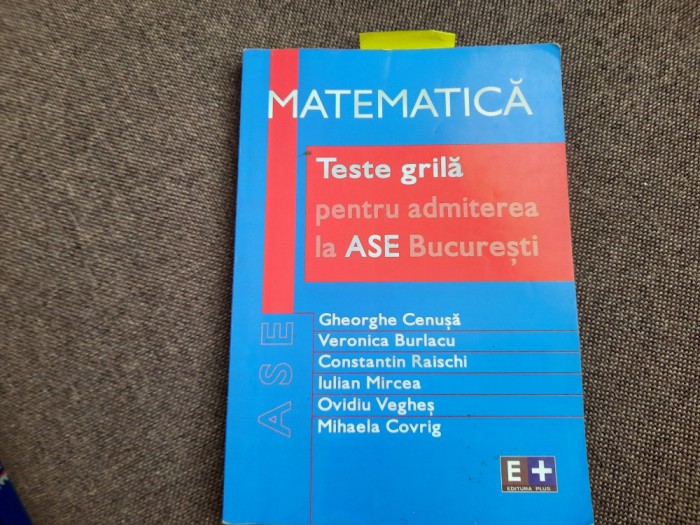 MATEMATICĂ
Teste grilă
pentru admiterea
la ASE București
ASE
Gheorghe Cenușă
Veronica Burlacu
Constantin Raischi
Iulian Mircea
Ovidiu Vegheș
Mihaela Covrig
E+
EDITURA PLUS